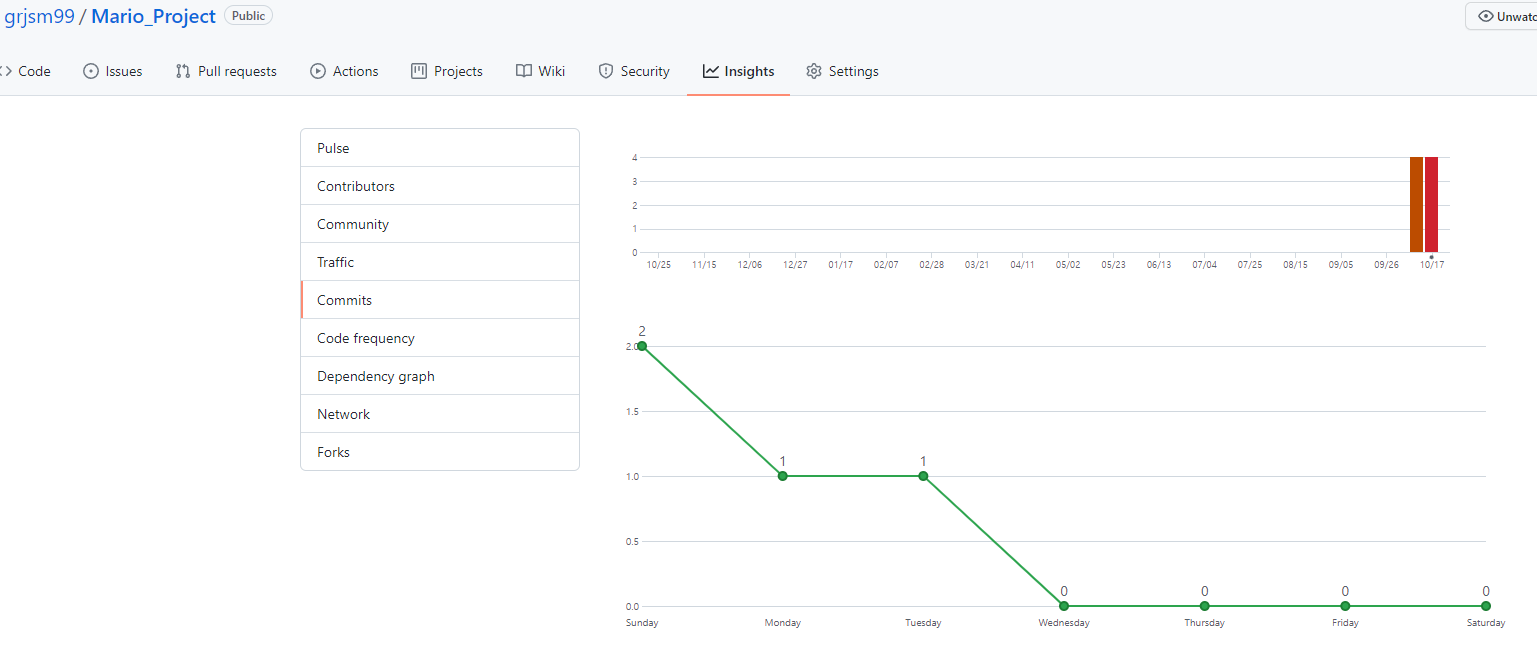 grjsm99 / Mario_Project Public
Unwatc
Code Issues Pull requests Actions Projects Wiki Security Insights Settings
Pulse
Contributors
Community
Traffic
Commits
Code frequency
Dependency graph
Network
Forks
4
3
2
1
0
10/25 11/15 12/06 12/27 01/17 02/07 02/28 03/21 04/11 05/02 05/23 06/13 07/04 07/25 08/15 09/05 09/26 10/17
2
2.0
1.5
1 1
1.0
0.5
0 0 0 0
0.0
Sunday Monday Tuesday Wednesday Thursday Friday Saturday